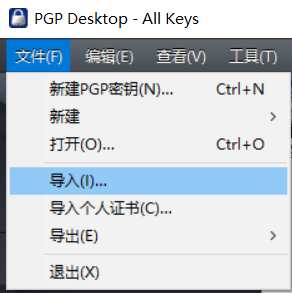 PGP Desktop - All Keys
文件(F) 编辑(E) 查看(V) 工具(T)
新建PGP密钥(N)... Ctrl+N
新建
打开(O)... Ctrl+O
导入(I)...
导入个人证书(C)...
导出(E)
退出(X)